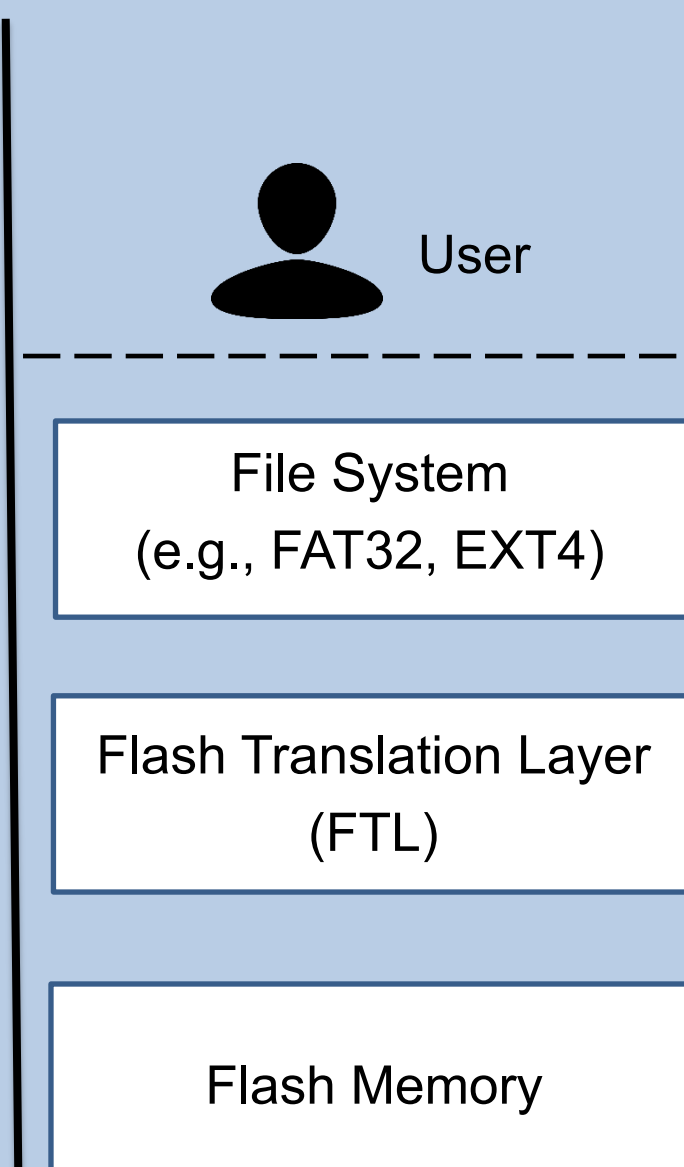 User
File System
(e.g., FAT32, EXT4)
Flash Translation Layer
(FTL)
Flash Memory